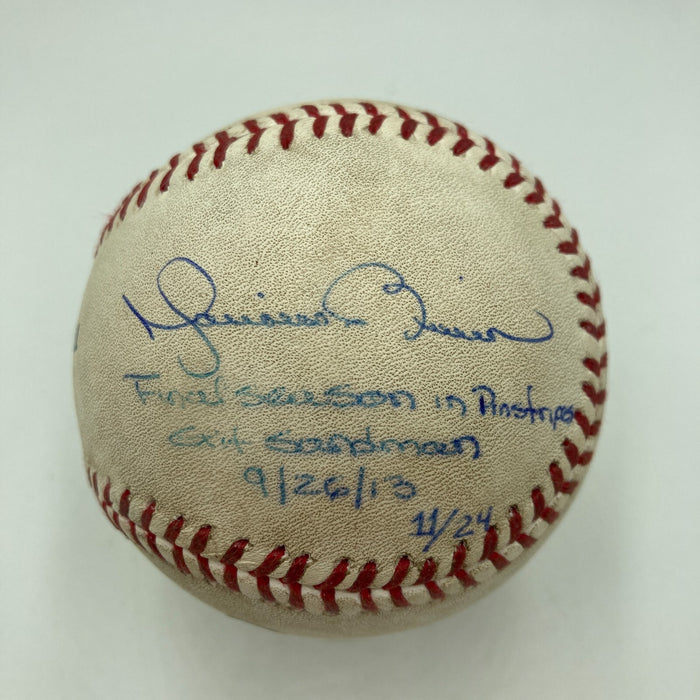 Mariano Rivera
Final Season in Pinstripes
Exit Sandman
9/26/13
11/24